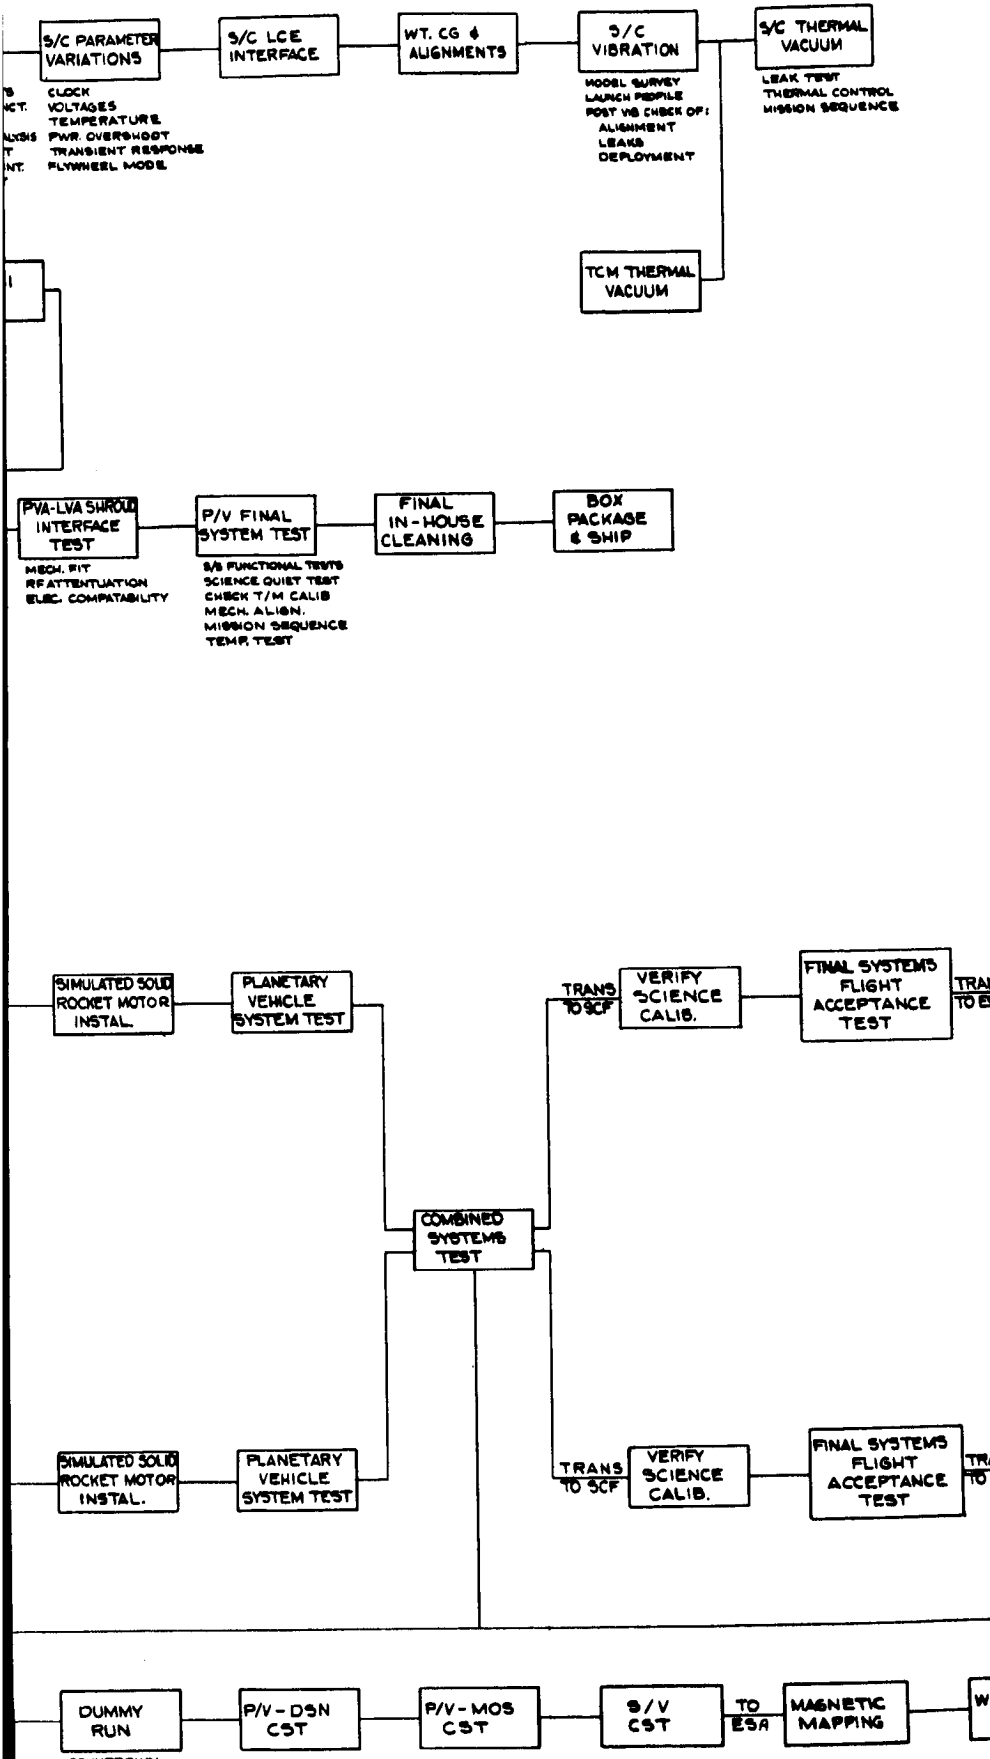 S/C PARAMETER
VARIATIONS
CLOCK
VOLTAGES
TEMPERATURE
PWR. OVERSHOOT
TRANSIENT RESPONSE
FLYWHEEL MODE
S/C LCE
INTERFACE
WT. CG &
ALIGNMENTS
S/C
VIBRATION
MODEL SURVEY
LAUNCH PROFILE
POST VIB CHECK OF:
ALIGNMENT
LEAKS
DEPLOYMENT
S/C THERMAL
VACUUM
LEAK TEST
THERMAL CONTROL
MISSION SEQUENCE
TCM THERMAL
VACUUM
PVA-LVA SHROUD
INTERFACE
TEST
MECH. FIT
RF ATTENTUATION
ELEC. COMPATABILITY
P/V FINAL
SYSTEM TEST
S/S FUNCTIONAL TESTS
SCIENCE QUIET TEST
CHECK T/M CALIB
MECH. ALIGN.
MISSION SEQUENCE
TEMP. TEST
FINAL
IN-HOUSE
CLEANING
BOX
PACKAGE
& SHIP
SIMULATED SOLID
ROCKET MOTOR
INSTAL.
PLANETARY
VEHICLE
SYSTEM TEST
TRANS
TO SCF
VERIFY
SCIENCE
CALIB.
FINAL SYSTEMS
FLIGHT
ACCEPTANCE
TEST
COMBINED
SYSTEMS
TEST
SIMULATED SOLID
ROCKET MOTOR
INSTAL.
PLANETARY
VEHICLE
SYSTEM TEST
TRANS
TO SCF
VERIFY
SCIENCE
CALIB.
FINAL SYSTEMS
FLIGHT
ACCEPTANCE
TEST
DUMMY
RUN
P/V-DSN
CST
P/V-MOS
CST
S/V
CST
TO
ESA
MAGNETIC
MAPPING